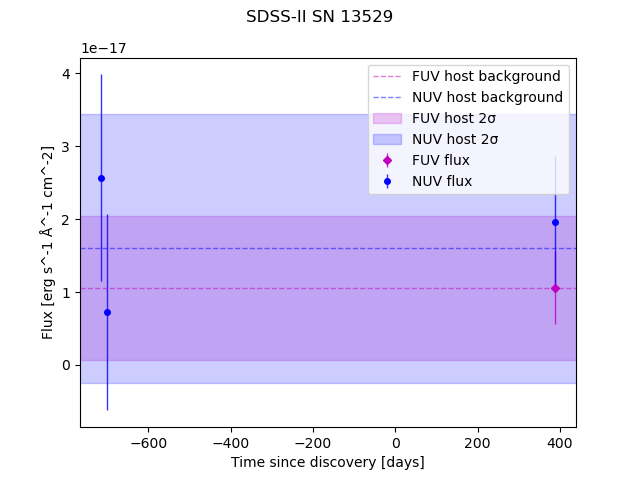 SDSS-II SN 13529
1e−17
FUV host background
NUV host background
FUV host 2σ
NUV host 2σ
FUV flux
NUV flux
4
3
2
1
0
Flux [erg s^-1 Å^-1 cm^-2]
−600
−400
−200
0
200
400
Time since discovery [days]